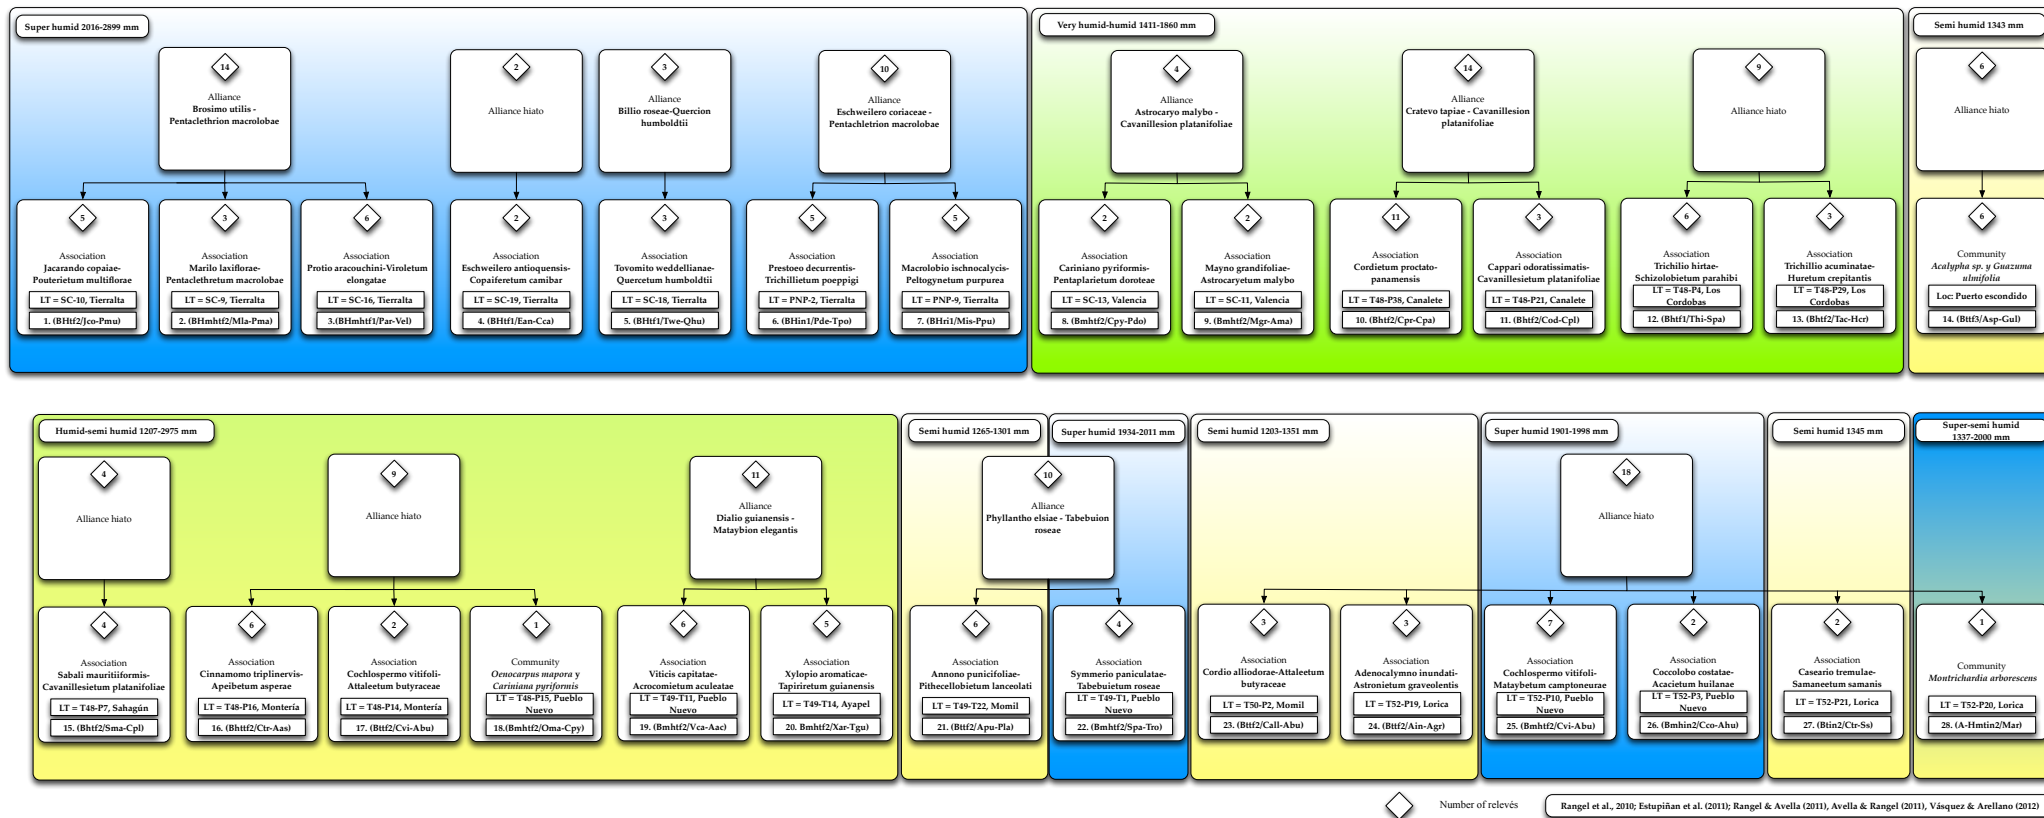 Super humid 2016-2899 mm
14
Alliance
Brosimo utilis -
Pentaclethrion macrolobae
2
Alliance hiato
3
Alliance
Billio roseae-Quercion
humboldtii
10
Alliance
Eschweilero coriaceae -
Pentachletrion macrolobae
5
Association
Jacarando copaiae-
Pouterietum multiflorae
LT = SC-10, Tierralta
1. (BHtf2/Jco-Pmu)
3
Association
Marilo laxiflorae-
Pentaclethretum macrolobae
LT = SC-9, Tierralta
2. (BHmhtf2/Mla-Pma)
6
Association
Protio aracouchini-Viroletum
elongatae
LT = SC-16, Tierralta
3.(BHmhtf1/Par-Vel)
2
Association
Eschweilero antioquensis-
Copaiferetum camibar
LT = SC-19, Tierralta
4. (BHtf1/Ean-Cca)
3
Association
Tovomito weddellianae-
Quercetum humboldtii
LT = SC-18, Tierralta
5. (BHtf1/Twe-Qhu)
5
Association
Prestoeo decurrentis-
Trichillietum poeppigi
LT = PNP-2, Tierralta
6. (BHin1/Pde-Tpo)
5
Association
Macrolobio ischnocalycis-
Peltogynetum purpurea
LT = PNP-9, Tierralta
7. (BHri1/Mis-Ppu)
Very humid-humid 1411-1860 mm
4
Alliance
Astrocaryo malybo -
Cavanillesion platanifoliae
14
Alliance
Cratevo tapiae - Cavanillesion
platanifoliae
9
Alliance hiato
2
Association
Cariniano pyriformis-
Pentaplarietum doroteae
LT = SC-13, Valencia
8. (Bmhtf2/Cpy-Pdo)
2
Association
Mayno grandifoliae-
Astrocaryetum malybo
LT = SC-11, Valencia
9. (Bmhtf2/Mgr-Ama)
11
Association
Cordietum proctato-
panamensis
LT = T48-P38, Canalete
10. (Bhtf2/Cpr-Cpa)
3
Association
Cappari odoratissimatis-
Cavanillesietum platanifoliae
LT = T48-P21, Canalete
11. (Bhtf2/Cod-Cpl)
6
Association
Trichilio hirtae-
Schizolobietum parahibi
LT = T48-P4, Los
Cordobas
12. (Bhtf1/Thi-Spa)
3
Association
Trichillio acuminatae-
Huretum crepitantis
LT = T48-P29, Los
Cordobas
13. (Bhtf2/Tac-Hcr)
Semi humid 1343 mm
6
Alliance hiato
6
Community
Acalypha sp. y Guazuma
ulmifolia
Loc: Puerto escondido
14. (Bttf3/Asp-Gul)
Humid-semi humid 1207-2975 mm
4
Alliance hiato
9
Alliance hiato
11
Alliance
Dialio guianensis -
Mataybion elegantis
4
Association
Sabali mauritiiformis-
Cavanillesietum platanifoliae
LT = T48-P7, Sahagún
15. (Bhtf2/Sma-Cpl)
6
Association
Cinnamomo triplinervis-
Apeibetum asperae
LT = T48-P16, Montería
16. (Bhttf2/Ctr-Aas)
2
Association
Cochlospermo vitifoli-
Attaleetum butyraceae
LT = T48-P14, Montería
17. (Bttf2/Cvi-Abu)
1
Community
Oenocarpus mapora y
Cariniana pyriformis
LT = T48-P15, Pueblo
Nuevo
18.(Bmhtf2/Oma-Cpy)
6
Association
Viticis capitatae-
Acrocomietum aculeatae
LT = T49-T11, Pueblo
Nuevo
19. (Bmhtf2/Vca-Aac)
5
Association
Xylopio aromaticae-
Tapiriretum guianensis
LT = T49-T14, Ayapel
20. Bmhtf2/Xar-Tgu)
Semi humid 1265-1301 mm
Super humid 1934-2011 mm
10
Alliance
Phyllantho elsiae - Tabebuion
roseae
6
Association
Annono punicifoliae-
Pithecellobietum lanceolati
LT = T49-T22, Momil
21. (Bttf2/Apu-Pla)
4
Association
Symmerio paniculatae-
Tabebuietum roseae
LT = T49-T1, Pueblo
Nuevo
22. (Bmhtf2/Spa-Tro)
Semi humid 1203-1351 mm
Super humid 1901-1998 mm
Semi humid 1345 mm
Super-semi humid
1337-2000 mm
18
Alliance hiato
3
Association
Cordio alliodorae-Attaleetum
butyraceae
LT = T50-P2, Momil
23. (Bttf2/Call-Abu)
3
Association
Adenocalymno inundati-
Astronietum graveolentis
LT = T52-P19, Lorica
24. (Bttf2/Ain-Agr)
7
Association
Cochlospermo vitifoli-
Mataybetum camptoneurae
LT = T52-P10, Pueblo
Nuevo
25. (Bmhtf2/Cvi-Abu)
2
Association
Coccolobo costatae-
Acacietum huilanae
LT = T52-P3, Pueblo
Nuevo
26. (Bmhin2/Cco-Ahu)
2
Association
Caseario tremulae-
Samaneetum samanis
LT = T52-P21, Lorica
27. (Btin2/Ctr-Ss)
1
Community
Montrichardia arborescens
LT = T52-P20, Lorica
28. (A-Hmtin2/Mar)
Number of relevés
Rangel et al., 2010; Estupiñan et al. (2011); Rangel & Avella (2011), Avella & Rangel (2011), Vásquez & Arellano (2012)